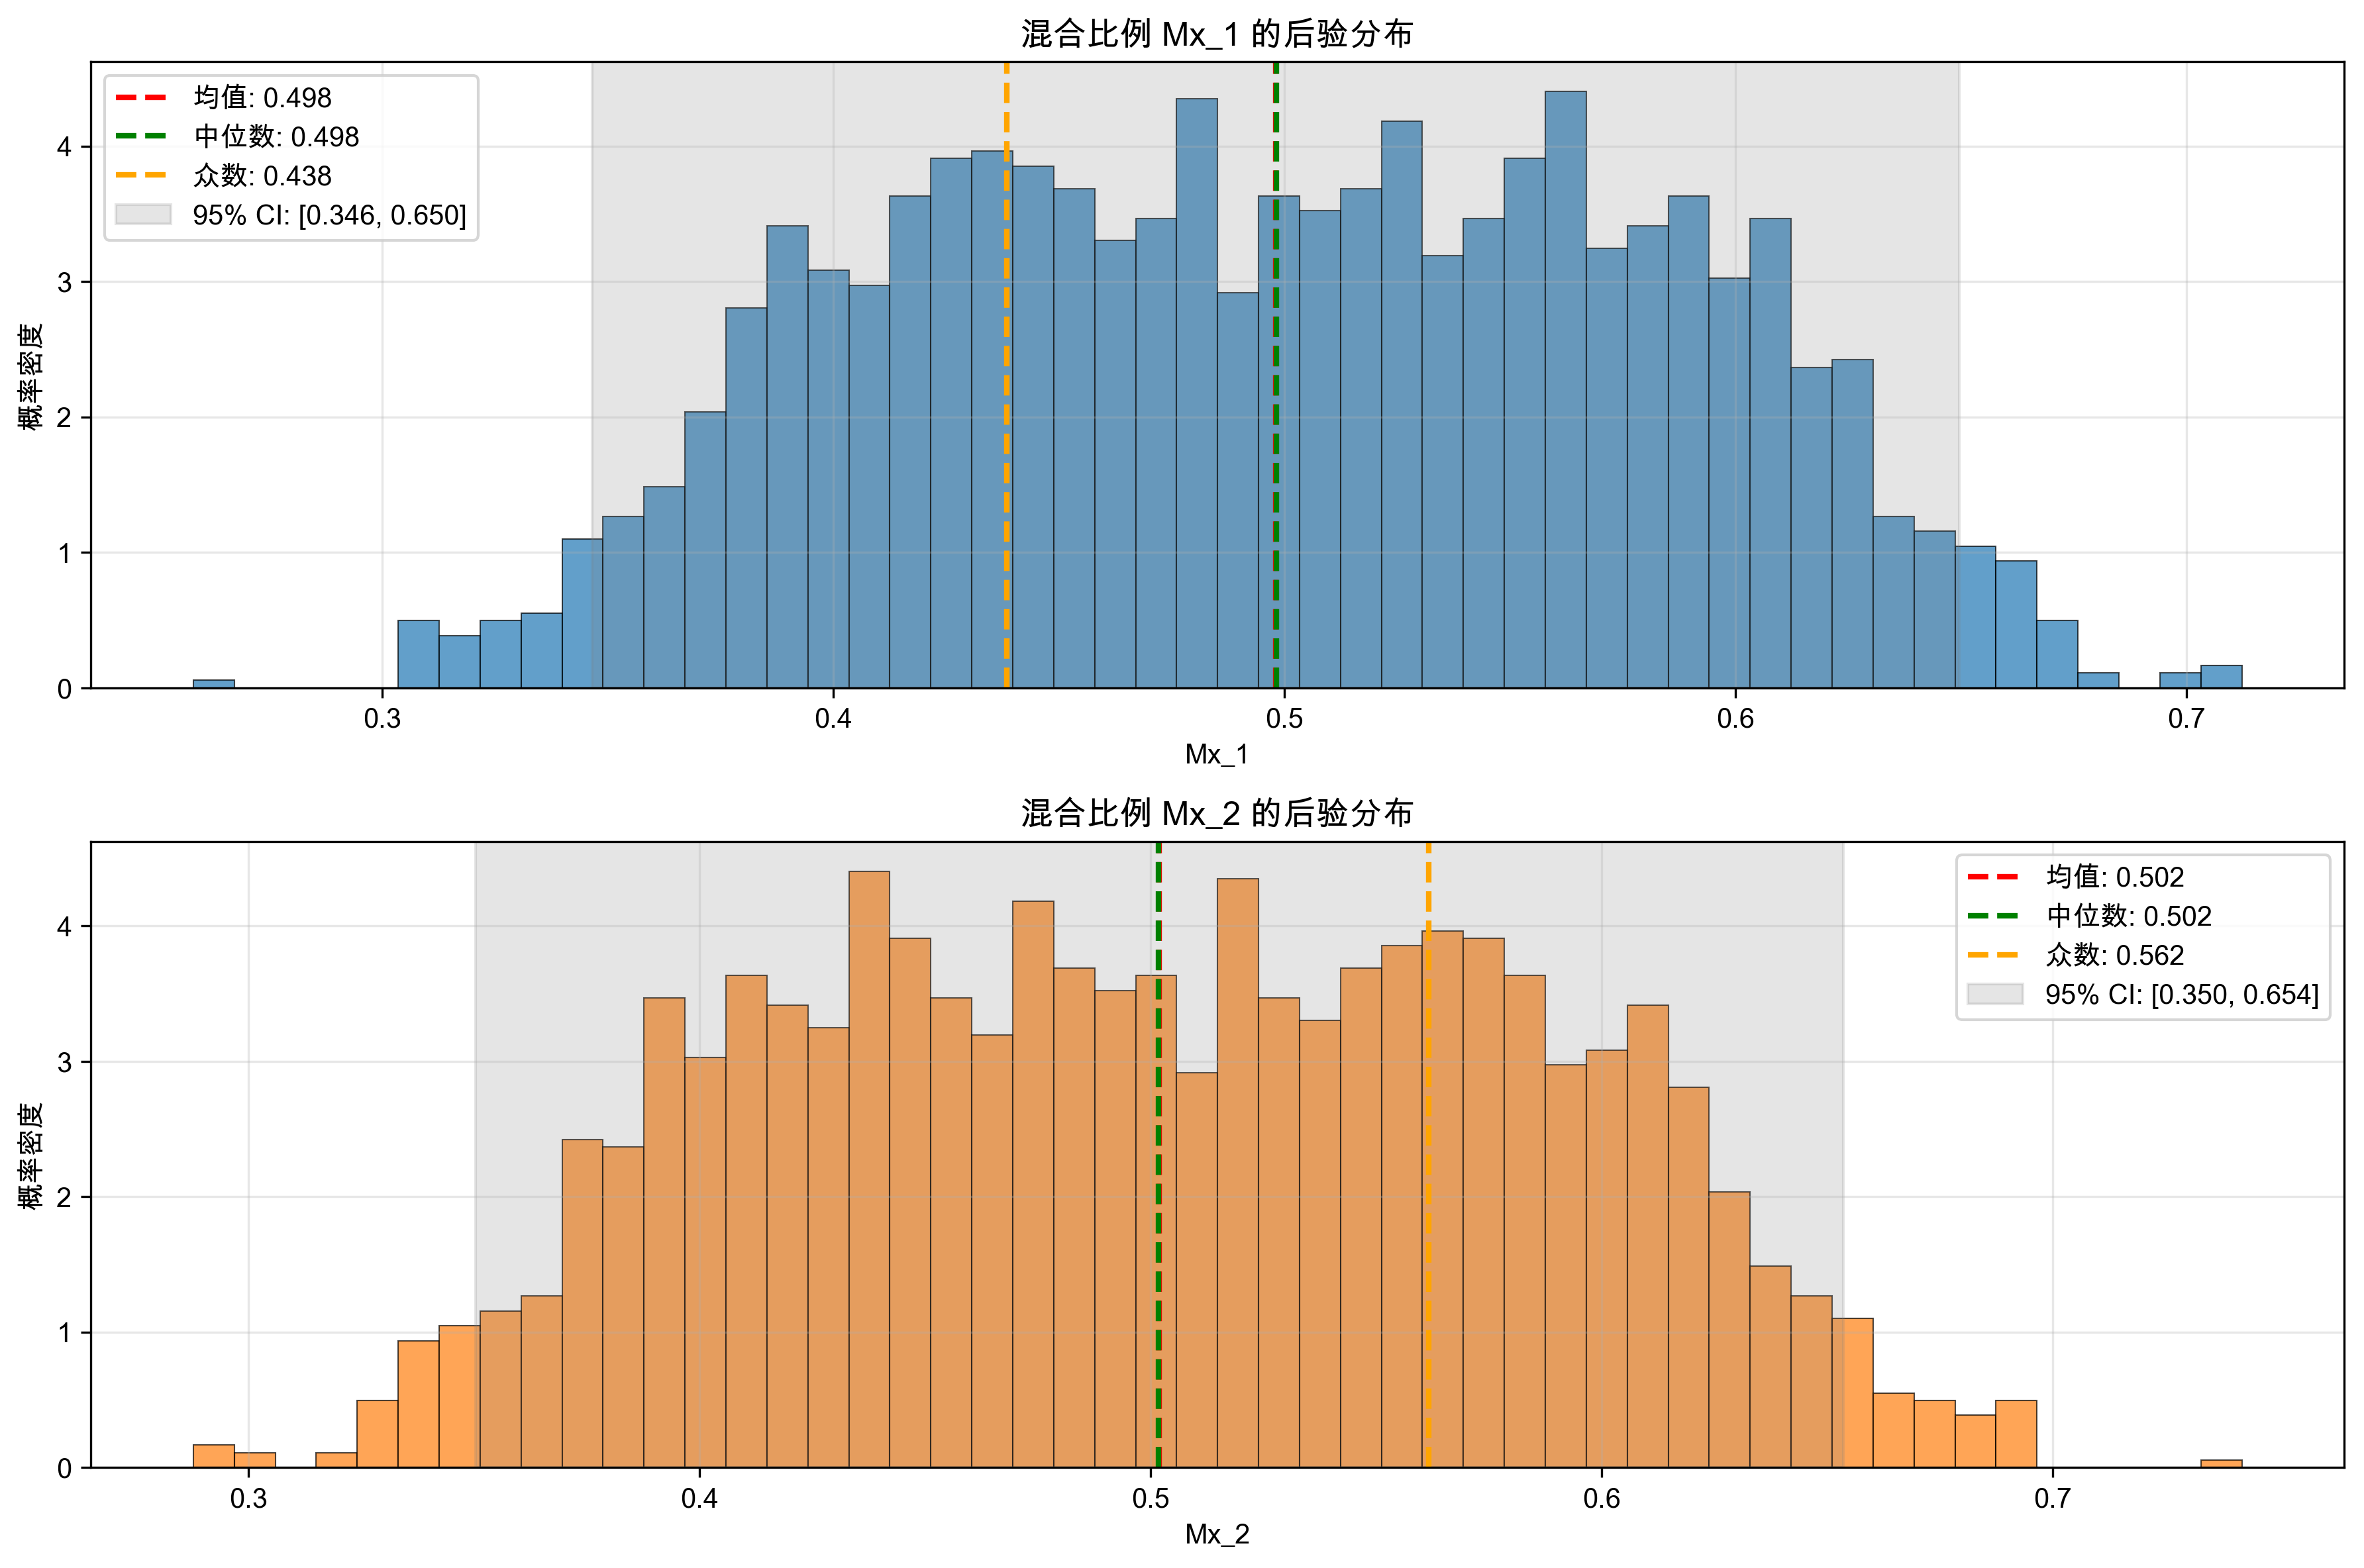 混合比例 Mx_1 的后验分布
均值: 0.498
中位数: 0.498
众数: 0.438
95% CI: [0.346, 0.650]
概率密度
4
3
2
1
0
0.3 0.4 0.5 0.6 0.7
Mx_1
混合比例 Mx_2 的后验分布
均值: 0.502
中位数: 0.502
众数: 0.562
95% CI: [0.350, 0.654]
概率密度
4
3
2
1
0
0.3 0.4 0.5 0.6 0.7
Mx_2